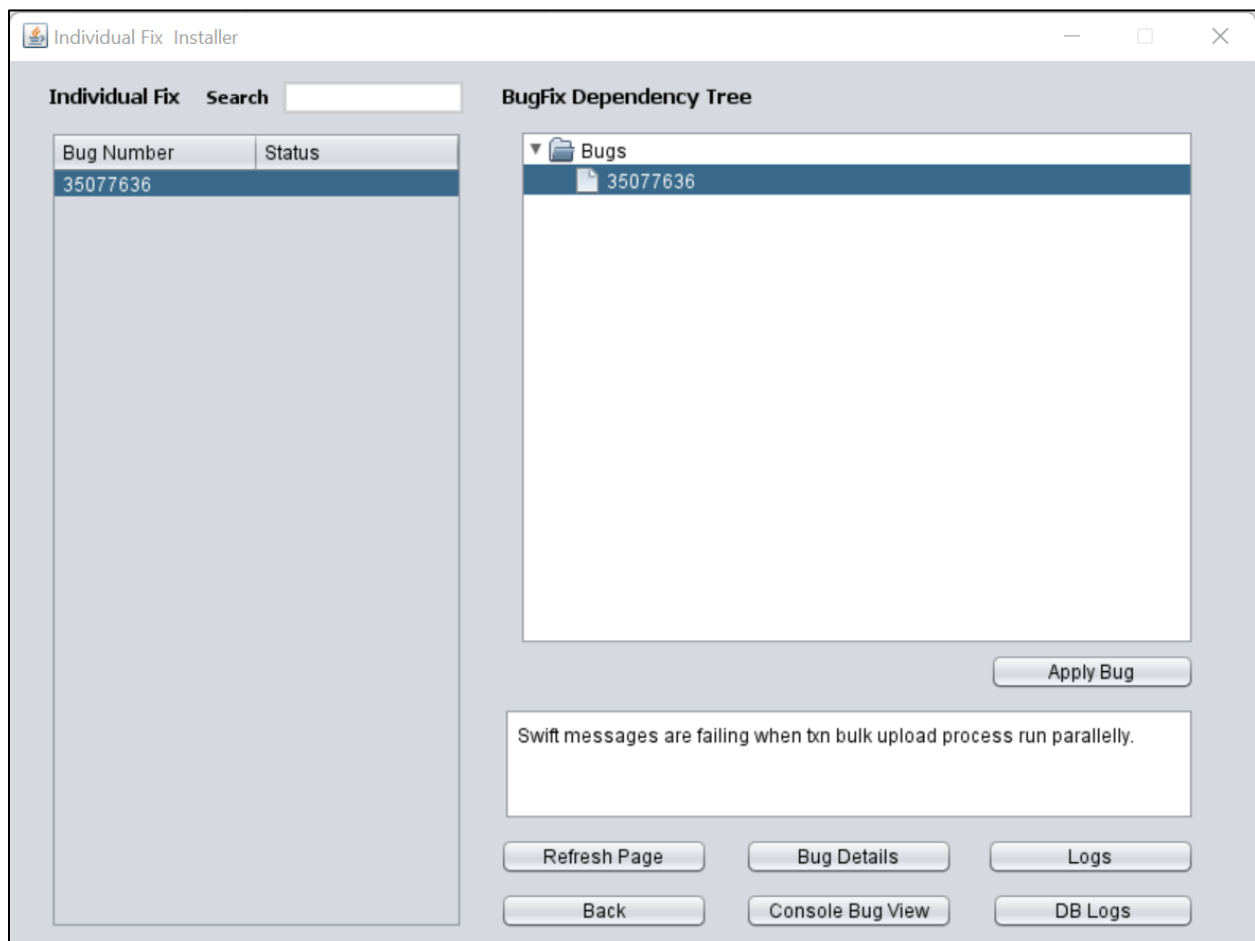 Individual Fix  Installer
Individual Fix Search
Bug Number Status
35077636
BugFix Dependency Tree
Bugs
35077636
Apply Bug
Swift messages are failing when txn bulk upload process run parallelly.
Refresh Page Bug Details Logs
Back Console Bug View DB Logs